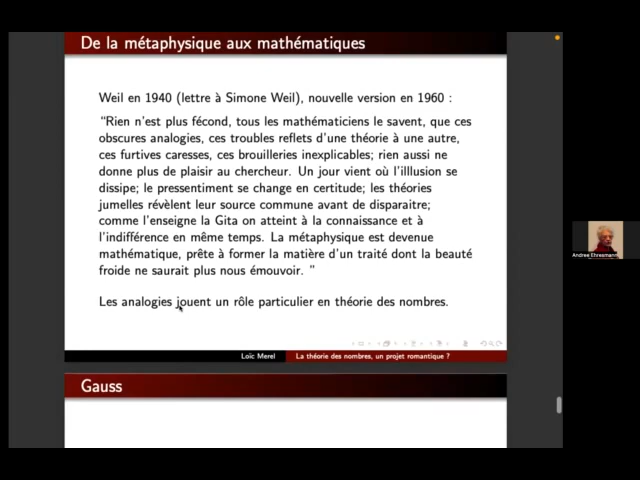 De la métaphysique aux mathématiques
Weil en 1940 (lettre à Simone Weil), nouvelle version en 1960 :
“Rien n’est plus fécond, tous les mathématiciens le savent, que ces
obscures analogies, ces troubles reflets d’une théorie à une autre,
ces furtives caresses, ces brouilleries inexplicables; rien aussi ne
donne plus de plaisir au chercheur. Un jour vient où l’illlusion se
dissipe; le pressentiment se change en certitude; les théories
jumelles révèlent leur source commune avant de disparaitre;
comme l’enseigne la Gita on atteint à la connaissance et à
l’indifférence en même temps. La métaphysique est devenue
mathématique, prête à former la matière d’un traité dont la beauté
froide ne saurait plus nous émouvoir. ”
Les analogies jouent un rôle particulier en théorie des nombres.
Loïc Merel La théorie des nombres, un projet romantique ?
Gauss
Andree Ehresmann